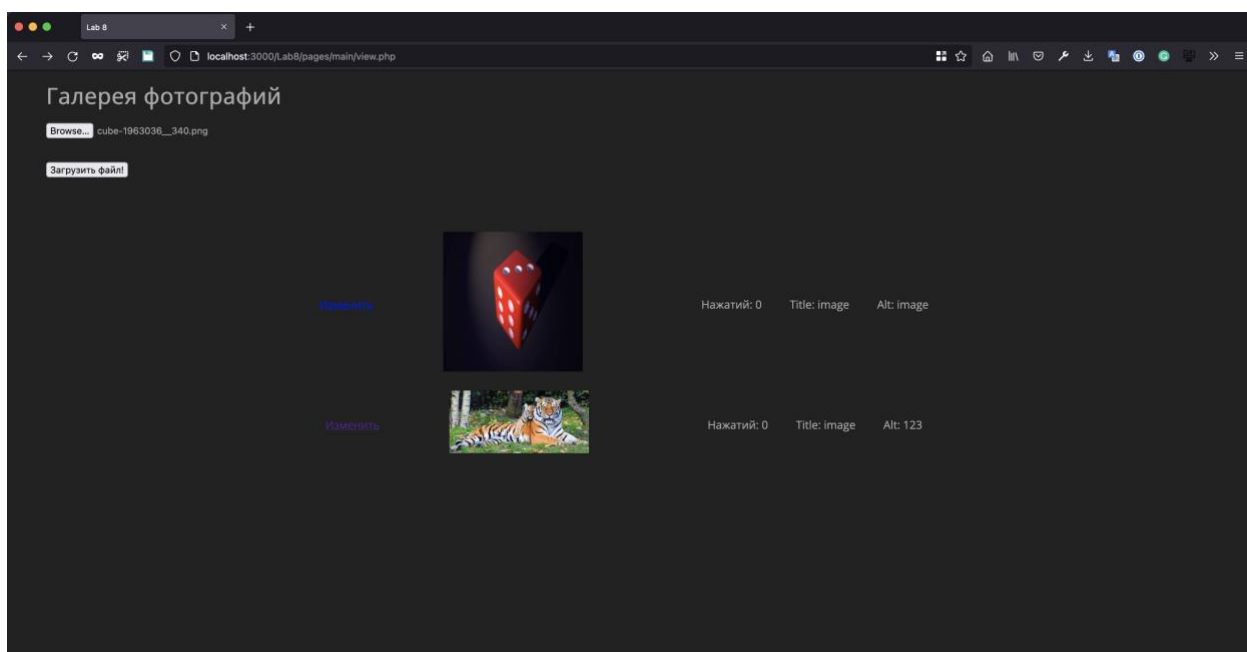 Lab 8
localhost:3000/Lab8/pages/main/view.php
Галерея фотографий
Browse... cube-1963036__340.png
Загрузить файл!
Изменить Нажатий: 0 Title: image Alt: image
Изменить Нажатий: 0 Title: image Alt: 123